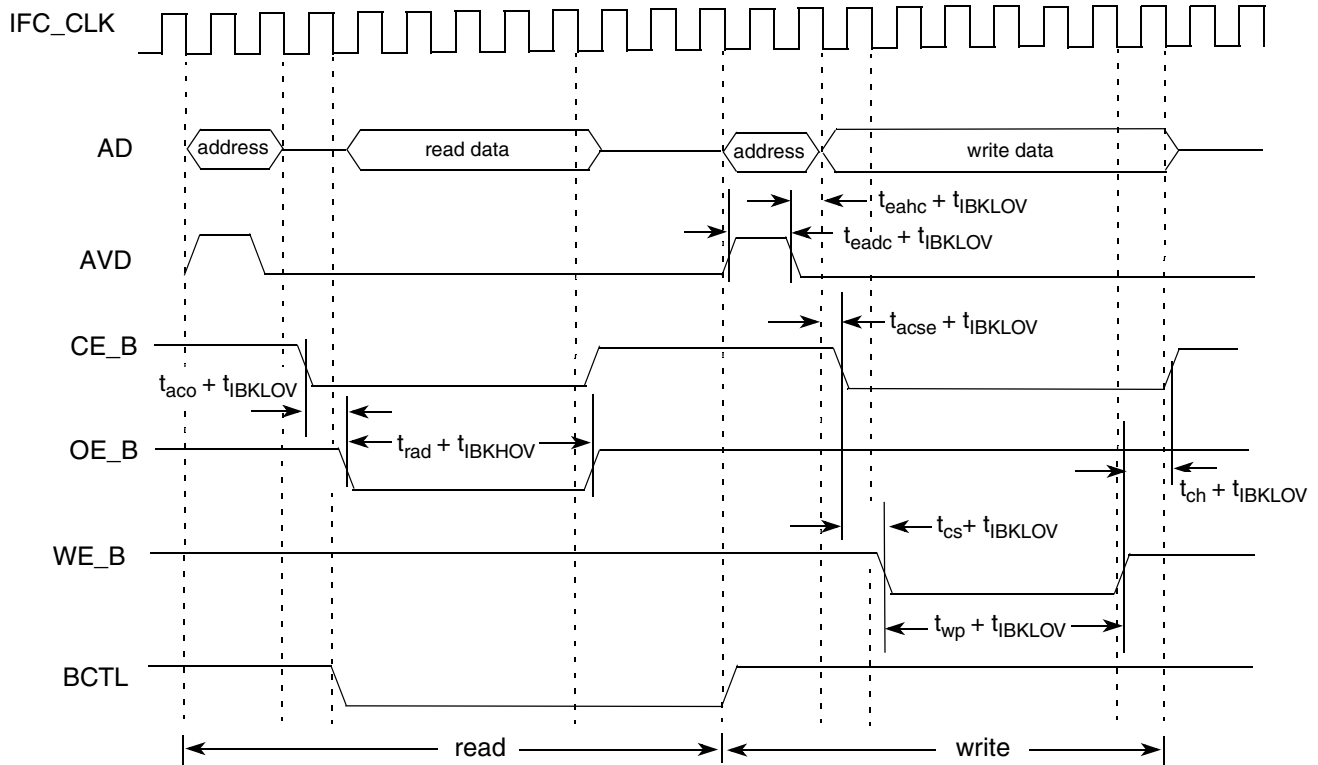 IFC_CLK
AD
address
read data
address
write data
teahc + tIBKLOV
teadc + tIBKLOV
AVD
tacse + tIBKLOV
CE_B
taco + tIBKLOV
trad + tIBKHOV
OE_B
tch + tIBKLOV
tcs+ tIBKLOV
WE_B
twp + tIBKLOV
BCTL
read
write